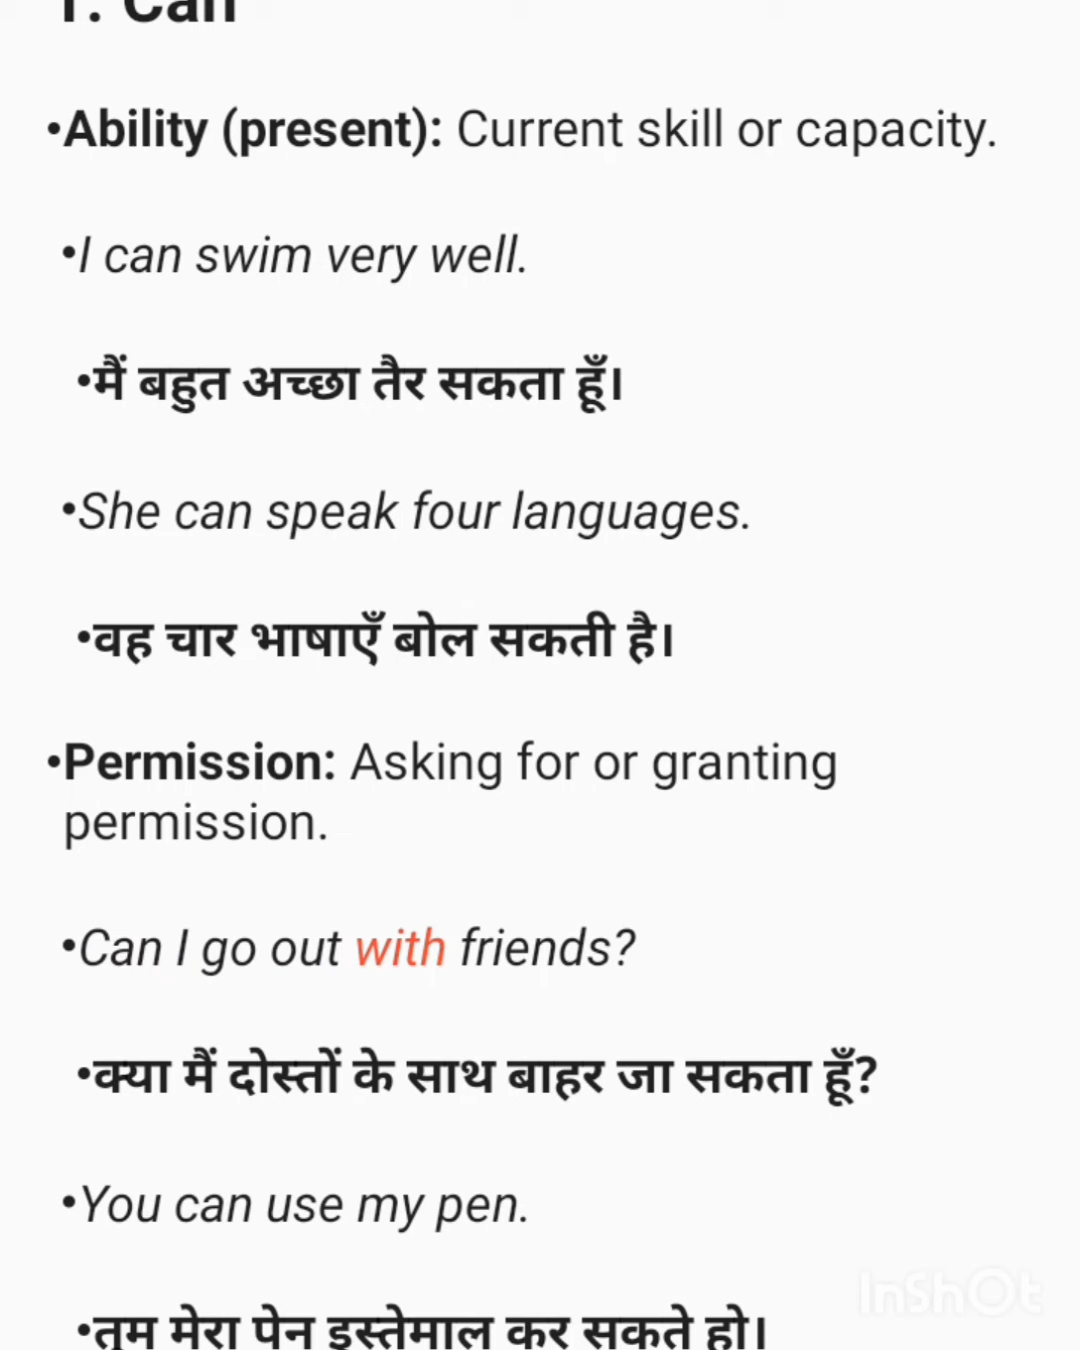 1. Can
•Ability (present): Current skill or capacity.
•I can swim very well.
•मैं बहुत अच्छा तैर सकता हूँ।
•She can speak four languages.
•वह चार भाषाएँ बोल सकती है।
•Permission: Asking for or granting
permission.
•Can I go out with friends?
•क्या मैं दोस्तों के साथ बाहर जा सकता हूँ?
•You can use my pen.
InShOt
•तुम मेरा पेन इस्तेमाल कर सकते हो।